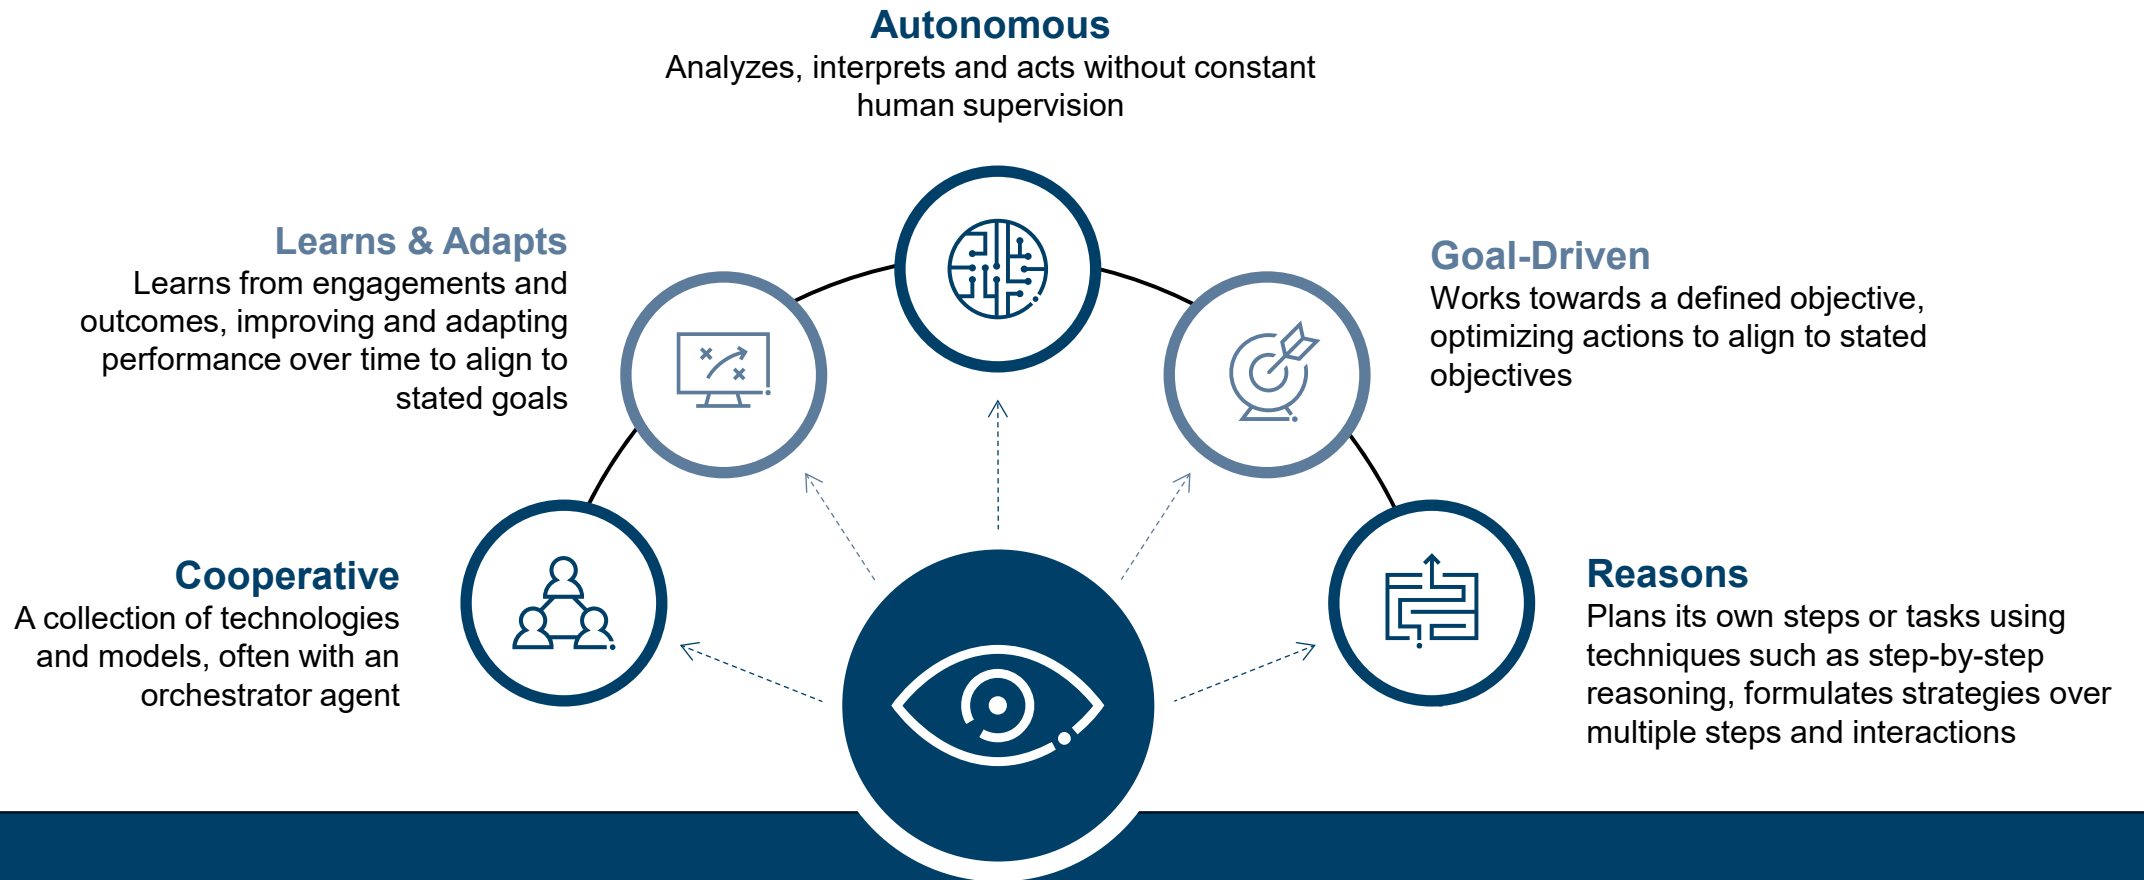 Autonomous
Analyzes, interprets and acts without constant
human supervision
Learns & Adapts
Learns from engagements and
outcomes, improving and adapting
performance over time to align to
stated goals
Goal-Driven
Works towards a defined objective,
optimizing actions to align to stated
objectives
Cooperative
A collection of technologies
and models, often with an
orchestrator agent
Reasons
Plans its own steps or tasks using
techniques such as step-by-step
reasoning, formulates strategies over
multiple steps and interactions